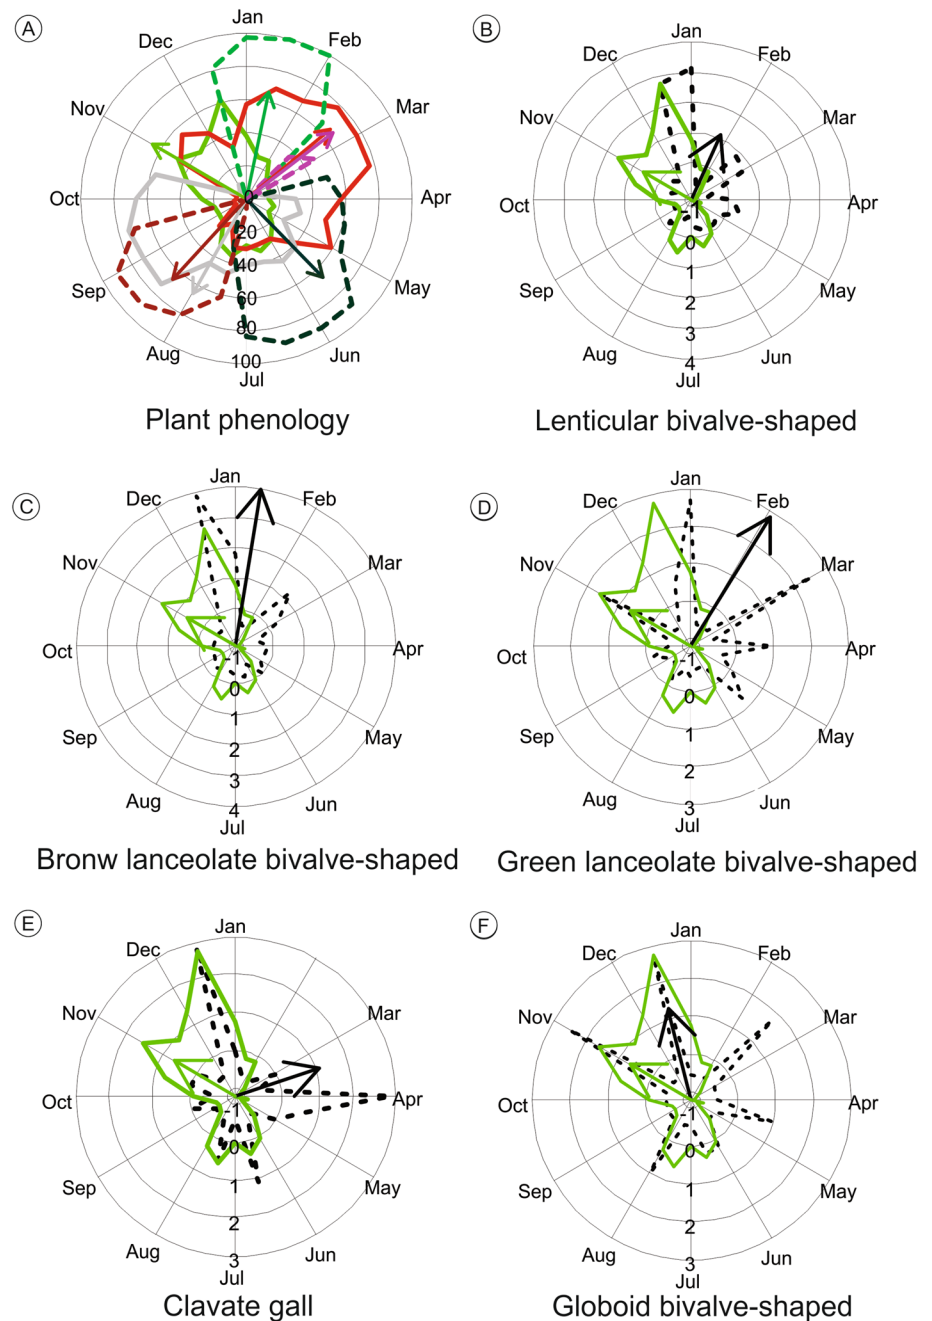 A
Jan
Feb
Mar
Apr
May
Jun
Jul
Aug
Sep
Oct
Nov
Dec
0
20
40
60
80
100
Plant phenology
B
Jan
Feb
Mar
Apr
May
Jun
Jul
Aug
Sep
Oct
Nov
Dec
-1
0
1
2
3
4
Lenticular bivalve-shaped
C
Jan
Feb
Mar
Apr
May
Jun
Jul
Aug
Sep
Oct
Nov
Dec
-1
0
1
2
3
4
Bronw lanceolate bivalve-shaped
D
Jan
Feb
Mar
Apr
May
Jun
Jul
Aug
Sep
Oct
Nov
Dec
-1
0
1
2
3
Green lanceolate bivalve-shaped
E
Jan
Mar
Apr
May
Jun
Jul
Aug
Sep
Oct
Nov
Dec
-1
0
1
2
3
Clavate gall
F
Jan
Feb
Mar
Apr
May
Jun
Jul
Aug
Sep
Oct
Nov
Dec
-1
0
1
2
3
Globoid bivalve-shaped